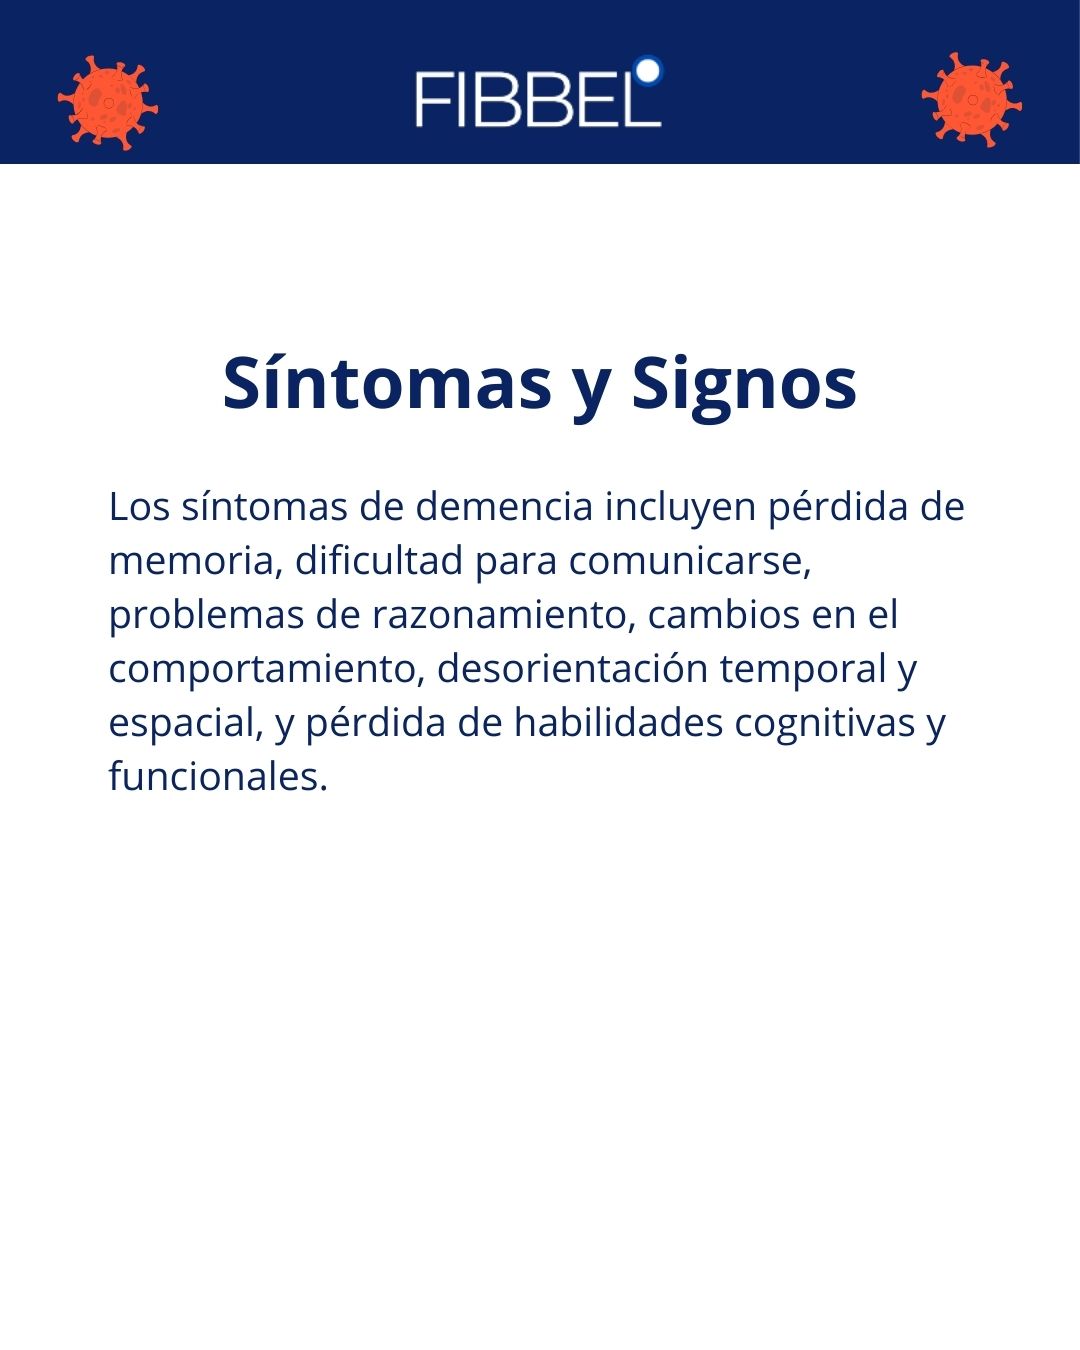 FIBBEL
Síntomas y Signos
Los síntomas de demencia incluyen pérdida de
memoria, dificultad para comunicarse,
problemas de razonamiento, cambios en el
comportamiento, desorientación temporal y
espacial, y pérdida de habilidades cognitivas y
funcionales.